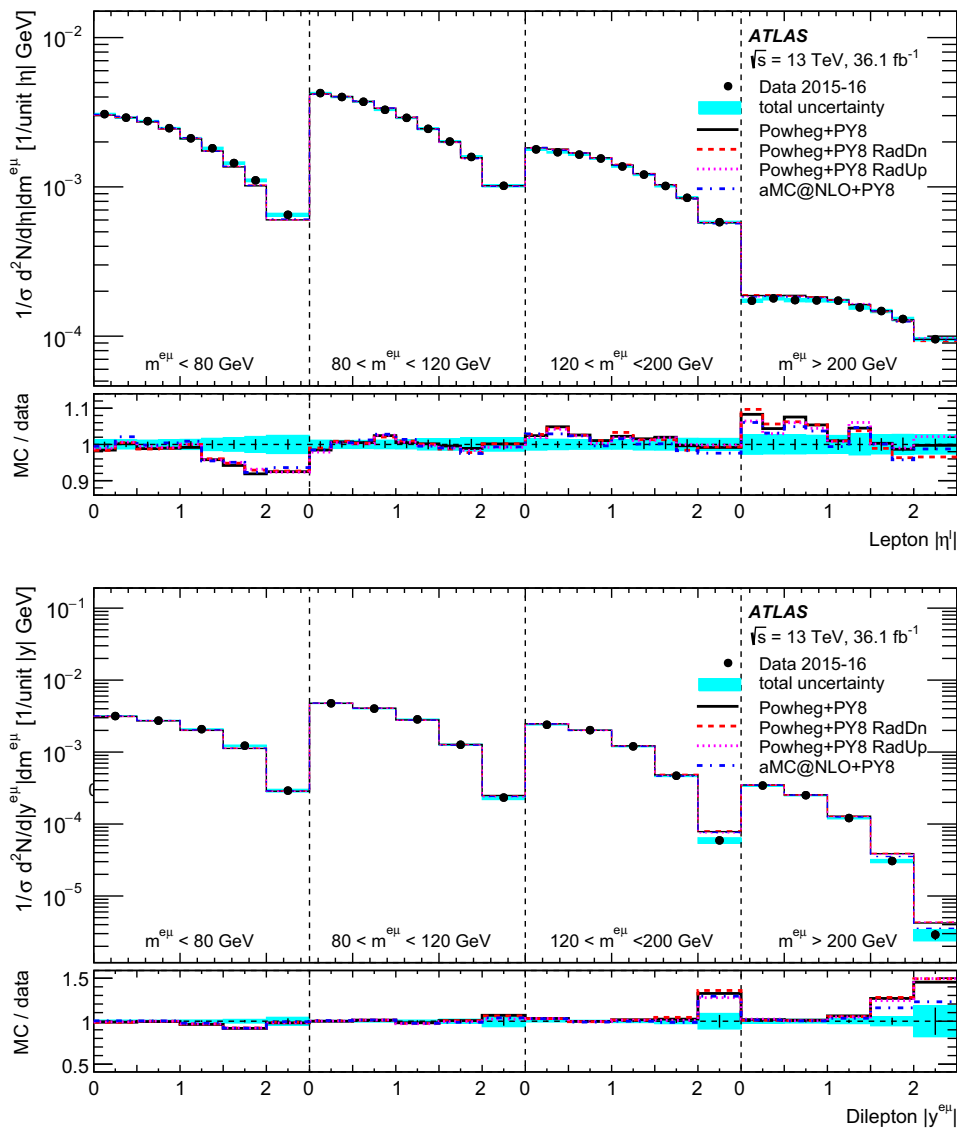 1/σ d²N/d|η|dm^eμ [1/unit |η| GeV]
10⁻²
10⁻³
10⁻⁴
ATLAS
√s = 13 TeV, 36.1 fb⁻¹
Data 2015-16
total uncertainty
Powheg+PY8
Powheg+PY8 RadDn
Powheg+PY8 RadUp
aMC@NLO+PY8
m^eμ < 80 GeV
80 < m^eμ < 120 GeV
120 < m^eμ <200 GeV
m^eμ > 200 GeV
MC / data
1.1
1
0.9
0 1 2 0 1 2 0 1 2 0 1 2
Lepton |η^l|
1/σ d²N/d|y^eμ|dm^eμ [1/unit |y| GeV]
10⁻¹
10⁻²
10⁻³
10⁻⁴
10⁻⁵
ATLAS
√s = 13 TeV, 36.1 fb⁻¹
Data 2015-16
total uncertainty
Powheg+PY8
Powheg+PY8 RadDn
Powheg+PY8 RadUp
aMC@NLO+PY8
m^eμ < 80 GeV
80 < m^eμ < 120 GeV
120 < m^eμ <200 GeV
m^eμ > 200 GeV
MC / data
1.5
1
0.5
0 1 2 0 1 2 0 1 2 0 1 2
Dilepton |y^eμ|